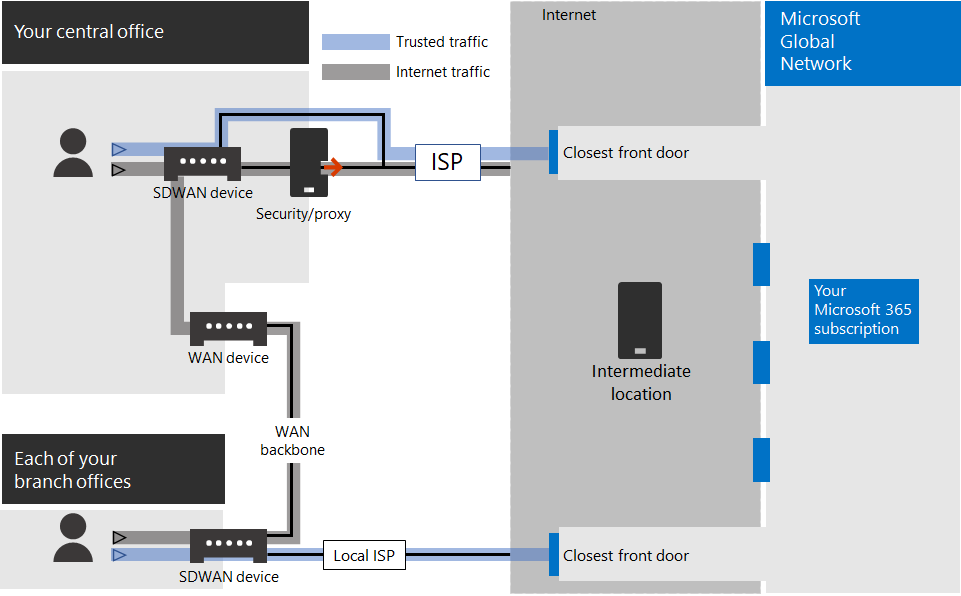 Your central office
Trusted traffic
Internet traffic
Internet
Microsoft
Global
Network
ISP
Closest front door
SDWAN device
Security/proxy
Your
Microsoft 365
subscription
WAN device
Intermediate
location
WAN
backbone
Each of your
branch offices
Local ISP
Closest front door
SDWAN device